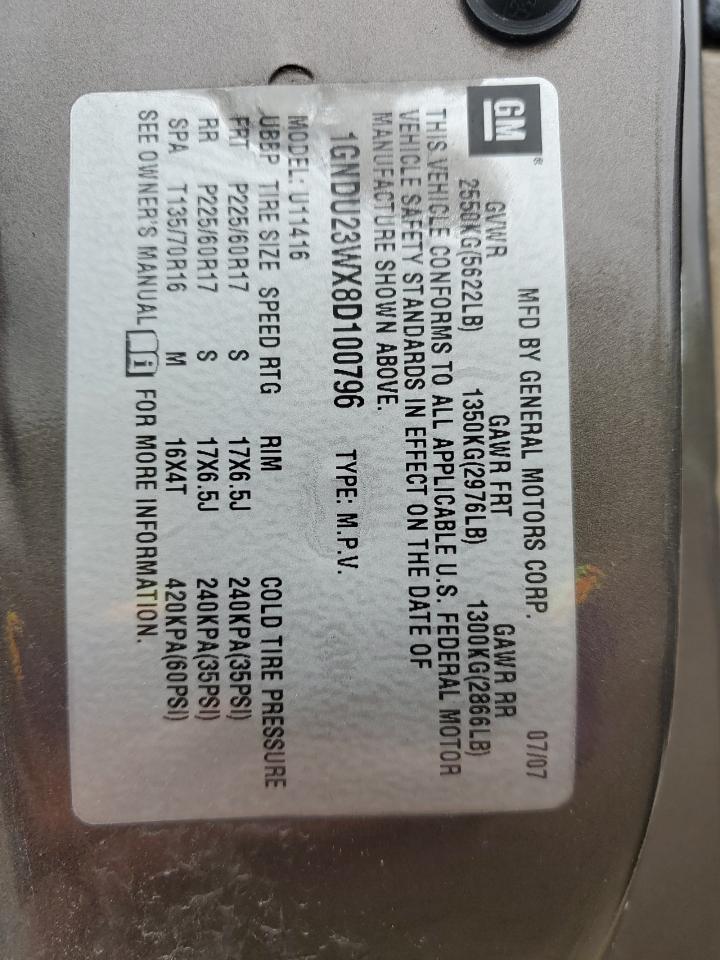 GM®
MFD BY GENERAL MOTORS CORP. 07/07
GVWR GAWR FRT GAWR RR
2550KG(5622LB) 1350KG(2976LB) 1300KG(2866LB)
THIS VEHICLE CONFORMS TO ALL APPLICABLE U.S. FEDERAL MOTOR
VEHICLE SAFETY STANDARDS IN EFFECT ON THE DATE OF
MANUFACTURE SHOWN ABOVE.
1GNDU23WX8D100796 TYPE: M.P.V.
MODEL: U11416
UBBP TIRE SIZE SPEED RTG RIM COLD TIRE PRESSURE
FRT P225/60R17 S 17X6.5J 240KPA(35PSI)
RR P225/60R17 S 17X6.5J 240KPA(35PSI)
SPA T135/70R16 M 16X4T 420KPA(60PSI)
SEE OWNER'S MANUAL i FOR MORE INFORMATION.